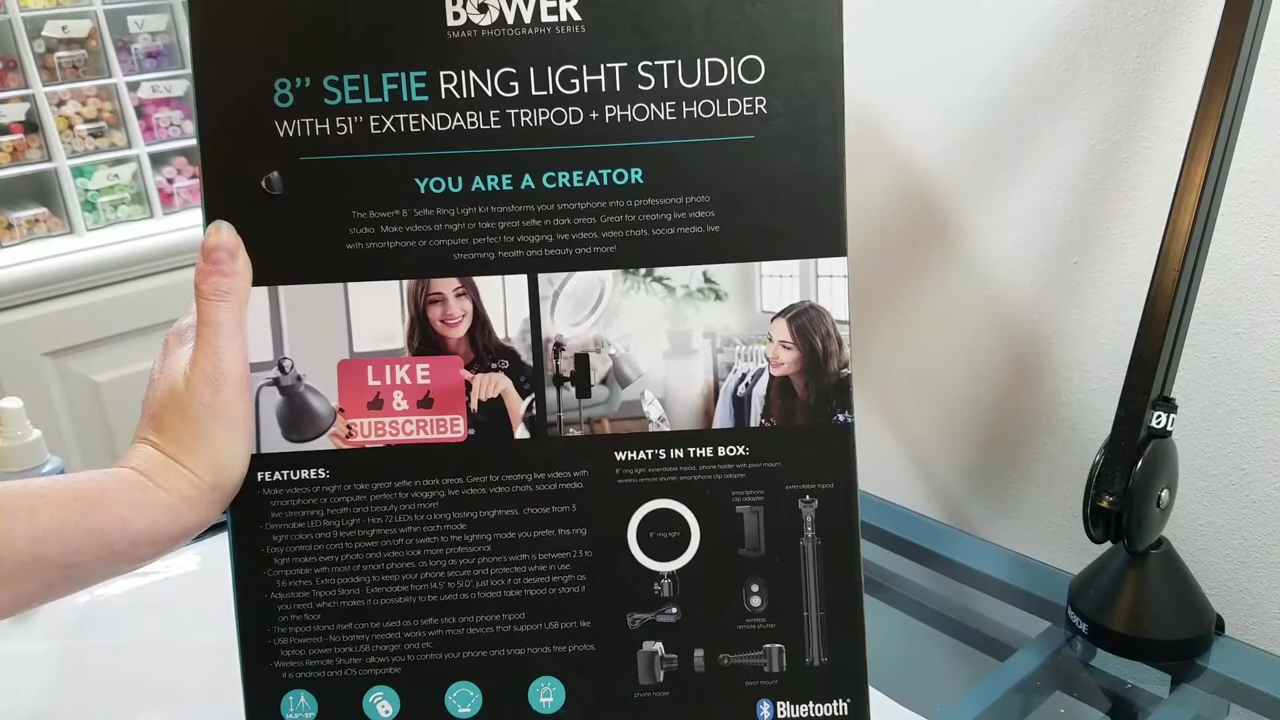 BOWER
SMART PHOTOGRAPHY SERIES
8'' SELFIE RING LIGHT STUDIO
WITH 51'' EXTENDABLE TRIPOD + PHONE HOLDER
YOU ARE A CREATOR
The Bower® 8'' Selfie Ring Light Kit transforms your smartphone into a professional photo
studio. Make videos at night or take great selfie in dark areas. Great for creating live videos
with smartphone or computer, perfect for vlogging, live videos, video chats, social media, live
streaming, health and beauty and more!
LIKE
&
SUBSCRIBE
FEATURES:
- Make videos at night or take great selfie in dark areas. Great for creating live videos with
smartphone or computer, perfect for vlogging, live videos, video chats, social media,
live streaming, health and beauty and more!
- Dimmable LED Ring Light - Has 72 LEDs for a long lasting brightness, choose from 3
light colors and 9 level brightness within each mode.
- Easy control on cord to power on/off or switch to the lighting mode you prefer, this ring
light makes every photo and video look more professional.
- Compatible with most of smart phones, as long as your phone's width is between 2.3 to
3.6 inches. Extra padding to keep your phone secure and protected while in use.
- Adjustable Tripod Stand - Extendable from 14.5" to 51.0", just lock it at desired length as
you need, which makes it a possibility to be used as a folded table tripod or stand it
on the floor.
- The tripod stand itself can be used as a selfie stick and phone tripod
- USB Powered - No battery needed, works with most devices that support USB port, like
laptop, power bank,USB charger, and etc.
- Wireless Remote Shutter- allows you to control your phone and snap hands free photos,
it is android and iOS compatible
14.5"-51"
WHAT'S IN THE BOX:
8" ring light, extendable tripod, phone holder with pivot mount,
wireless remote shutter, smartphone clip adapter
8" ring light
smartphone
clip adapter
extendable tripod
wireless
remote shutter
phone holder
pivot mount
Bluetooth®
E
V
RV
RØDE